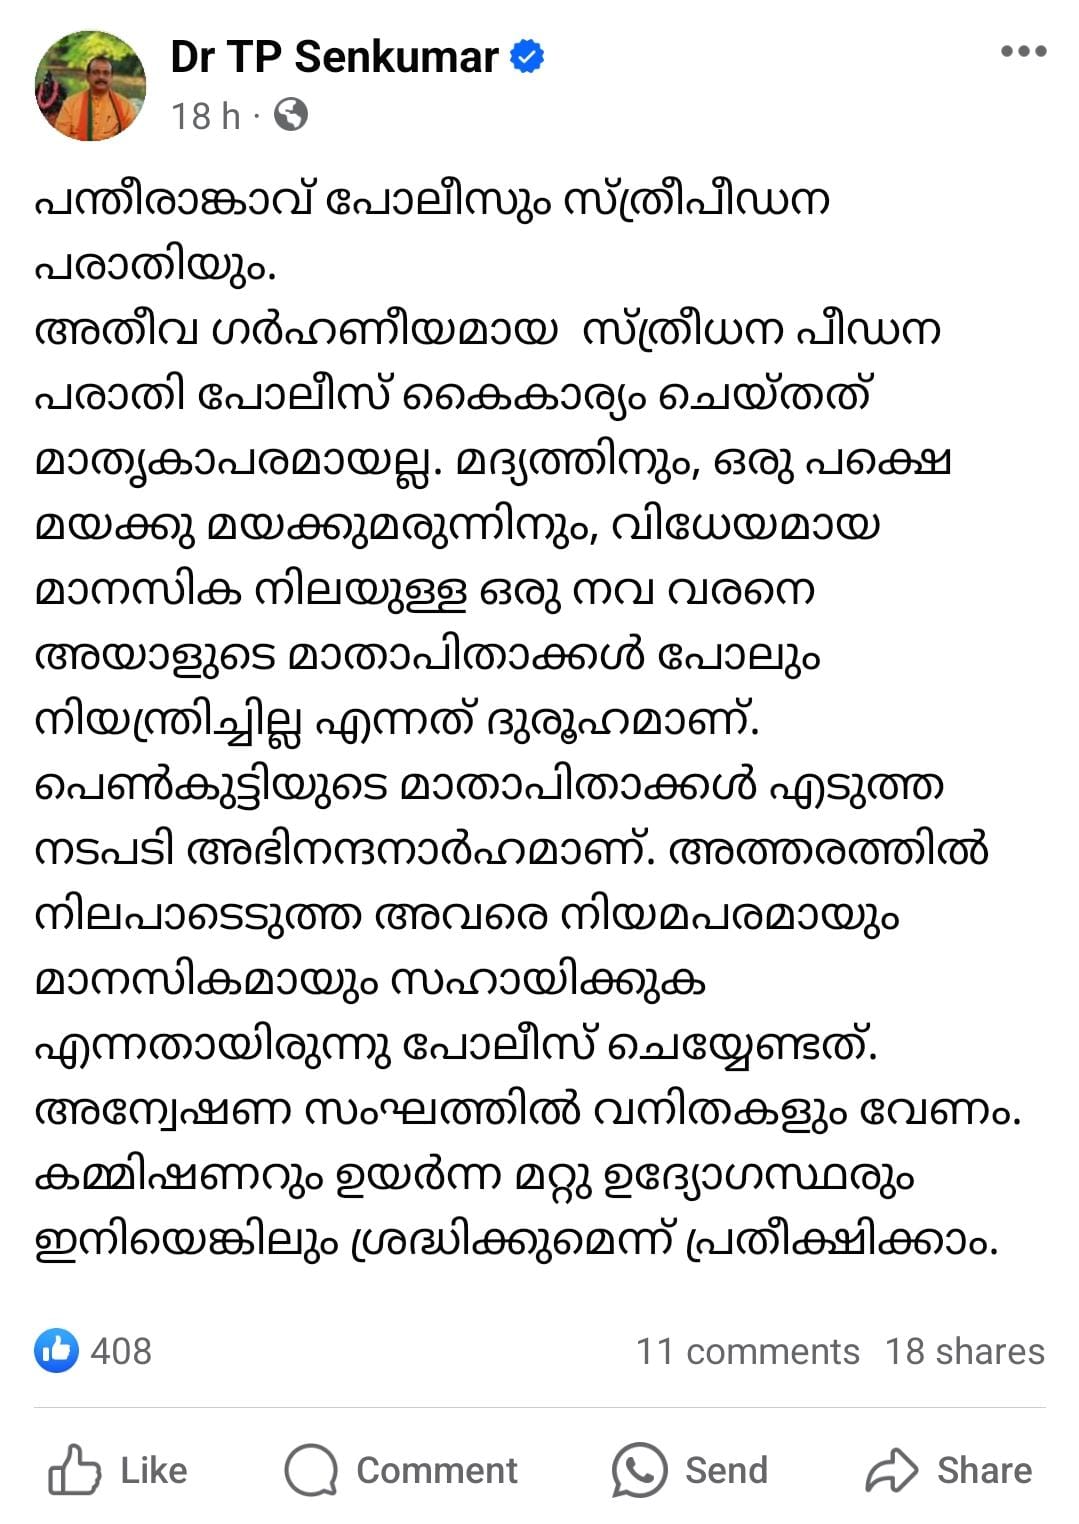 Dr TP Senkumar
18 h ·
പന്തീരാങ്കാവ് പോലീസും സ്ത്രീപീഡന
പരാതിയും.
അതീവ ഗർഹണീയമായ സ്ത്രീധന പീഡന
പരാതി പോലീസ് കൈകാര്യം ചെയ്തത്
മാതൃകാപരമായല്ല. മദ്യത്തിനും, ഒരു പക്ഷെ
മയക്കു മയക്കുമരുന്നിനും, വിധേയമായ
മാനസിക നിലയുള്ള ഒരു നവ വരനെ
അയാളുടെ മാതാപിതാക്കൾ പോലും
നിയന്ത്രിച്ചില്ല എന്നത് ദുരൂഹമാണ്.
പെൺകുട്ടിയുടെ മാതാപിതാക്കൾ എടുത്ത
നടപടി അഭിനന്ദനാർഹമാണ്. അത്തരത്തിൽ
നിലപാടെടുത്ത അവരെ നിയമപരമായും
മാനസികമായും സഹായിക്കുക
എന്നതായിരുന്നു പോലീസ് ചെയ്യേണ്ടത്.
അന്വേഷണ സംഘത്തിൽ വനിതകളും വേണം.
കമ്മിഷണറും ഉയർന്ന മറ്റു ഉദ്യോഗസ്ഥരും
ഇനിയെങ്കിലും ശ്രദ്ധിക്കുമെന്ന് പ്രതീക്ഷിക്കാം.
408 11 comments 18 shares
Like Comment Send Share